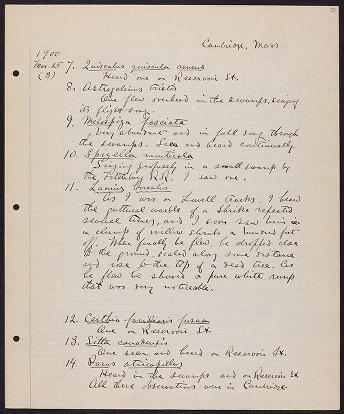 Cambridge, Mass.
1900
Mar. 25
(3)
7. Quiscalus quiscula aeneus
Heard one on Reservoir St.
8. Astragalinus tristis
One flew overhead in the swamps, singing
its flight song.
9. Melospiza fasciata
Very abundant and in full song through
the swamps. Seen and heard continually.
10. Spizella monticola
Singing profusely in a small swamp by
the Fitchburg R.R. I saw one.
11. Lanius borealis
As I was on Lowell tracks, I heard
the guttural warble of a Shrike repeated
several times, and I soon saw him in
a clump of willow shrubs a hundred feet
off. When finally he flew, he dropped close
to the ground, scaled along some distance
and rose to the top of a dead tree. As
he flew he showed a pure white rump
that was very noticeable.
12. Certhia familiaris fusca
One on Reservoir St.
13. Sitta canadensis
One seen and heard on Reservoir St.
14. Parus atricapillus
Heard in the swamps and on Reservoir St.
All these observations were in Cambridge